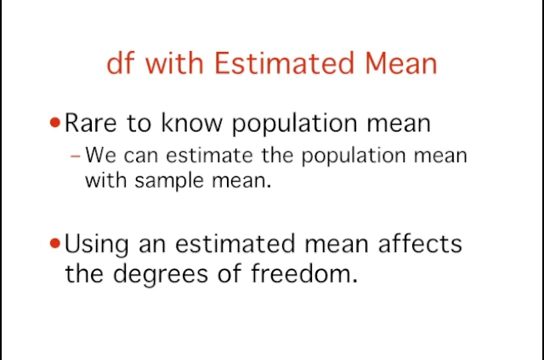 df with Estimated Mean
•Rare to know population mean
–We can estimate the population mean
with sample mean.
•Using an estimated mean affects
the degrees of freedom.